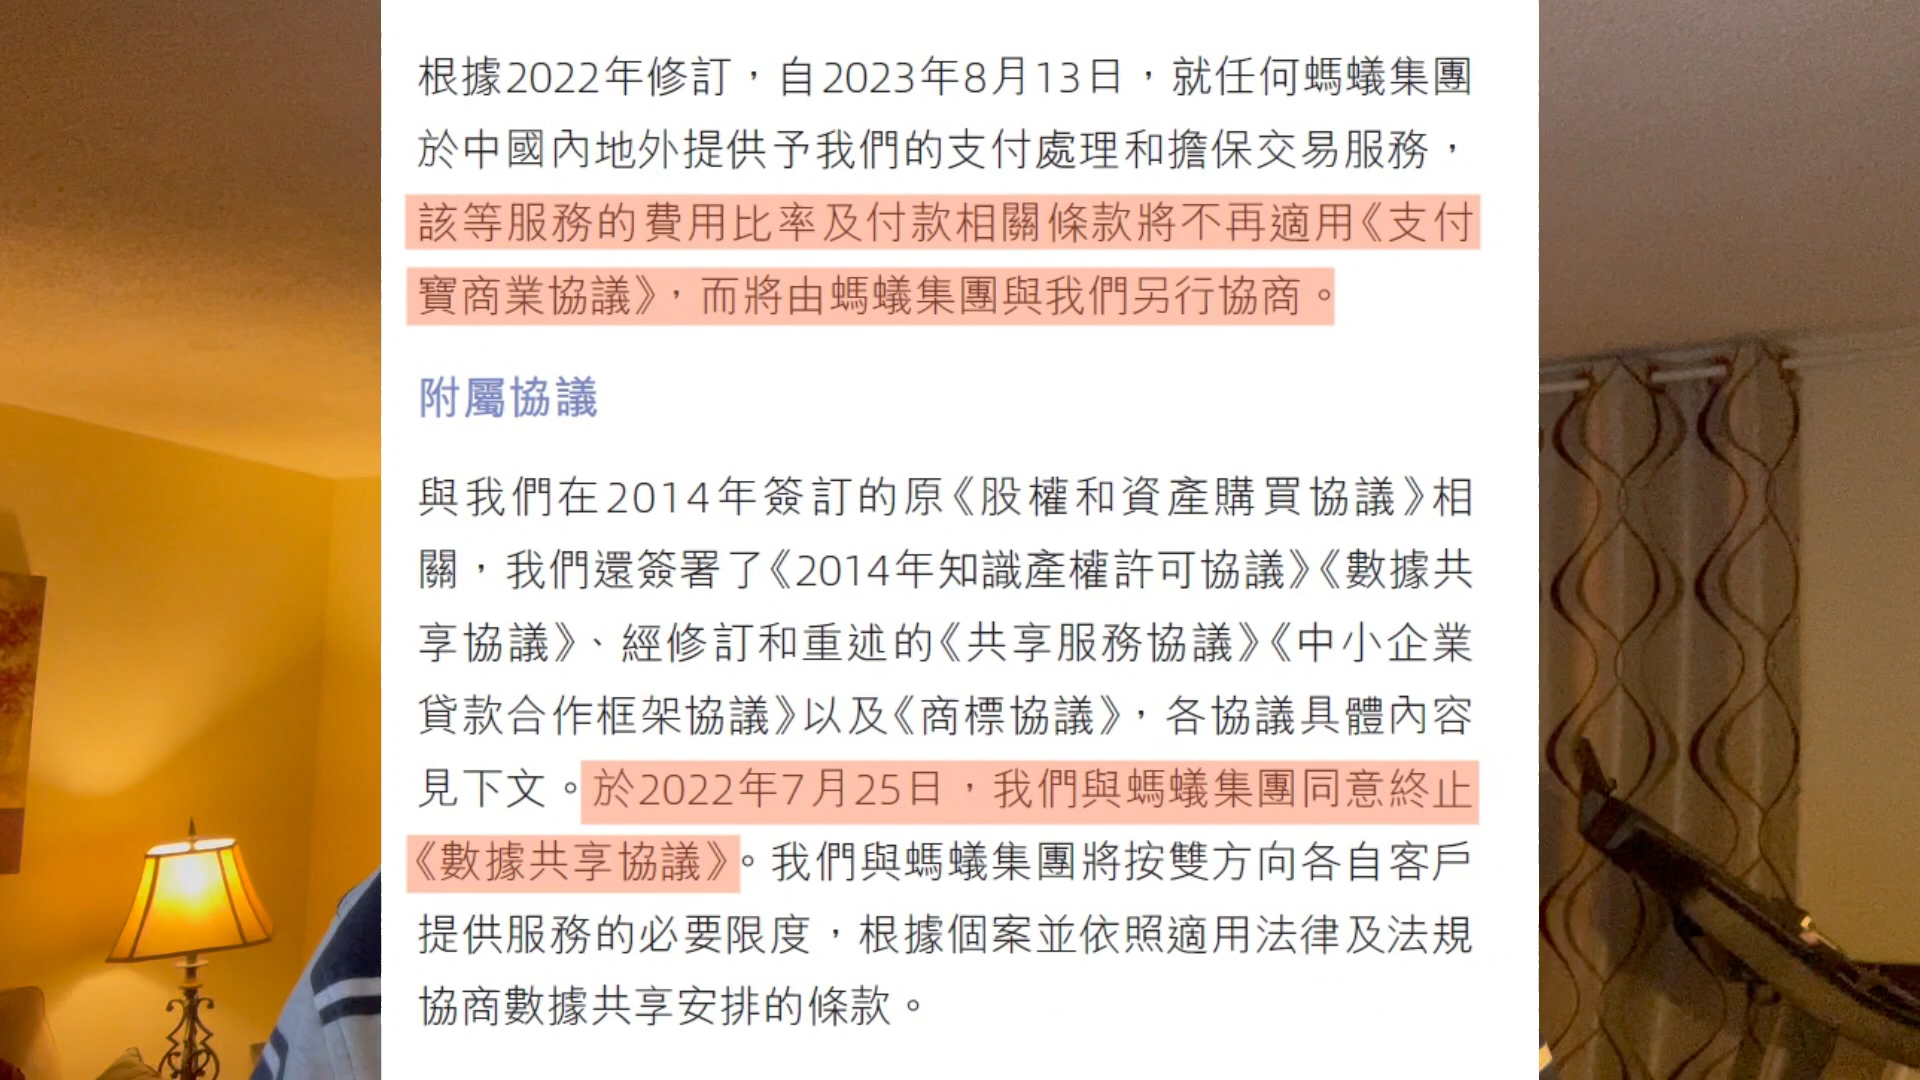 根據2022年修訂，自2023年8月13日，就任何螞蟻集團
於中國內地外提供予我們的支付處理和擔保交易服務，
該等服務的費用比率及付款相關條款將不再適用《支付
寶商業協議》，而將由螞蟻集團與我們另行協商。
附屬協議
與我們在2014年簽訂的原《股權和資產購買協議》相
關，我們還簽署了《2014年知識產權許可協議》《數據共
享協議》、經修訂和重述的《共享服務協議》《中小企業
貸款合作框架協議》以及《商標協議》，各協議具體內容
見下文。於2022年7月25日，我們與螞蟻集團同意終止
《數據共享協議》。我們與螞蟻集團將按雙方向各自客戶
提供服務的必要限度，根據個案並依照適用法律及法規
協商數據共享安排的條款。